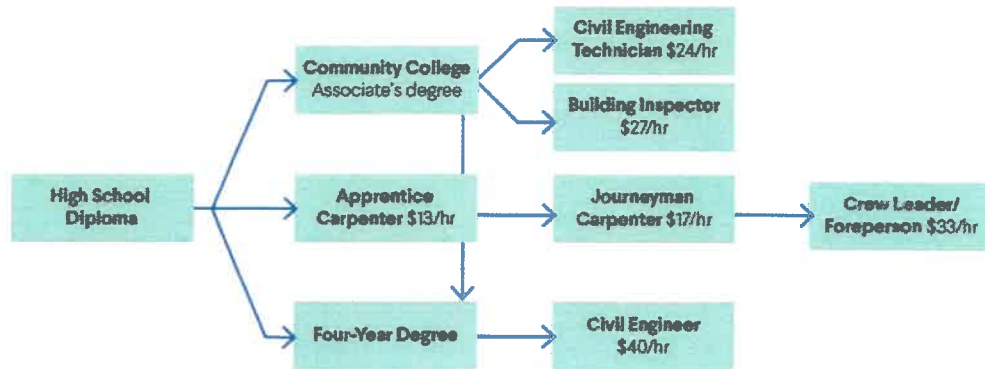 Civil Engineering
Technician $24/hr
Community College
Associate's degree
Building Inspector
$27/hr
High School
Diploma
Apprentice
Carpenter $13/hr
Journeyman
Carpenter $17/hr
Crew Leader/
Foreperson $33/hr
Four-Year Degree
Civil Engineer
$40/hr